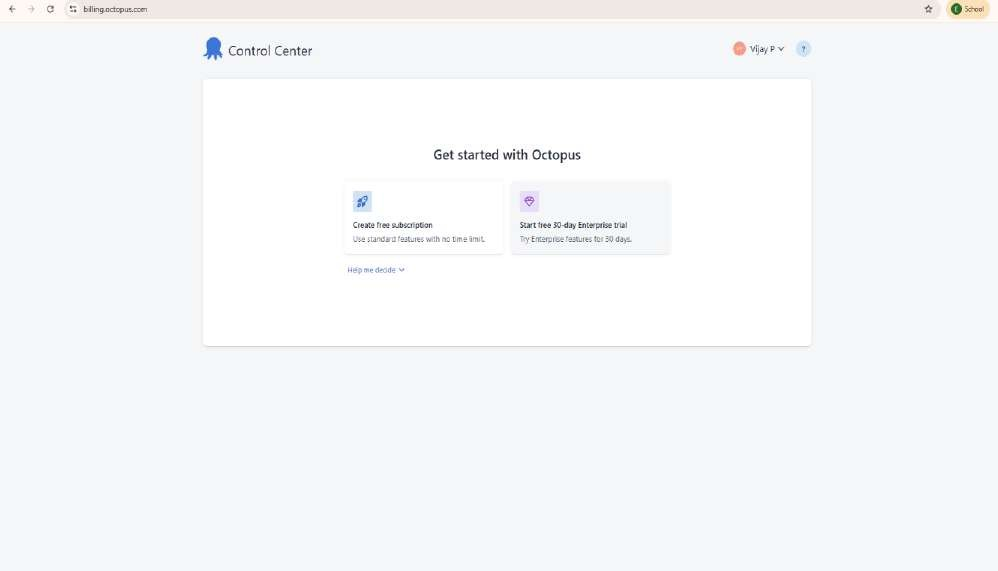 billing.octopus.com
School
Control Center
Vijay P
?
Get started with Octopus
Create free subscription
Use standard features with no time limit.
Start free 30-day Enterprise trial
Try Enterprise features for 30 days.
Help me decide